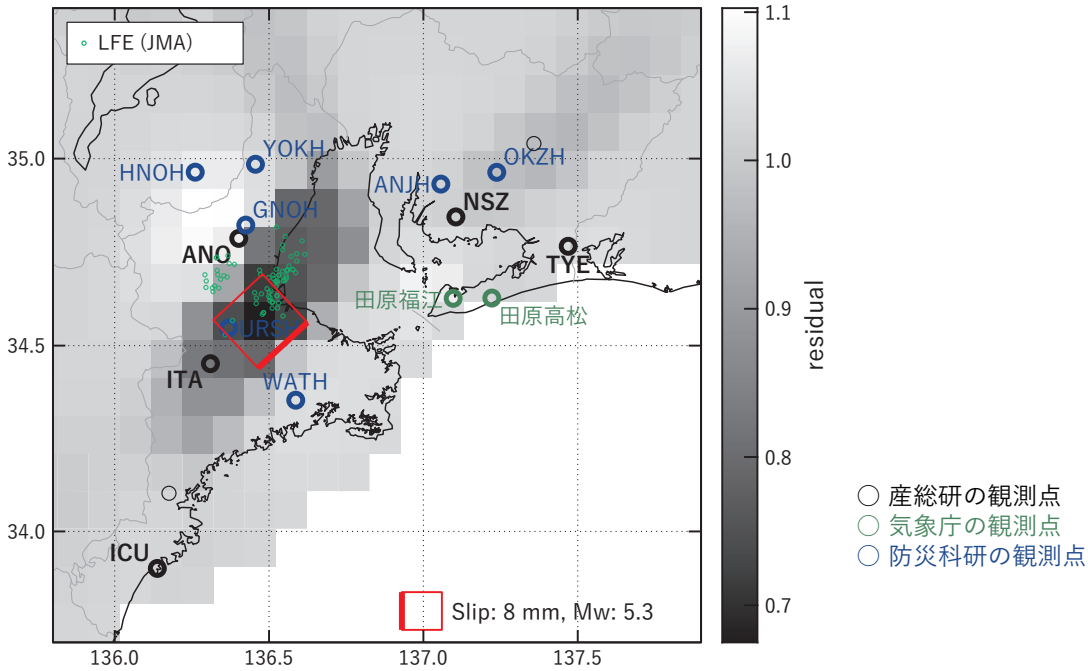 LFE (JMA)
1.1
35.0
YOKH
HNOH
OKZH
ANJH
NSZ
GNOH
ANO
TYE
1.0
田原福江
田原高松
residual
0.9
34.5
ITA
WATH
0.8
34.0
ICU
産総研の観測点
気象庁の観測点
防災科研の観測点
Slip: 8 mm, Mw: 5.3
0.7
136.0
136.5
137.0
137.5